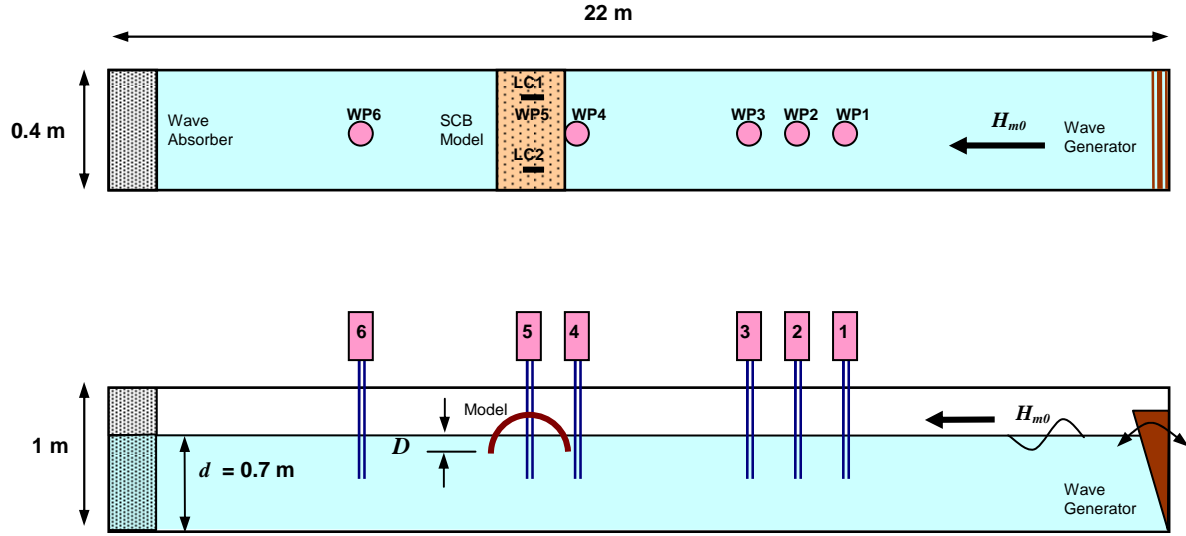 22 m
0.4 m
Wave
Absorber
WP6
SCB
Model
LC1
WP5
LC2
WP4
WP3
WP2
WP1
Hm0
Wave
Generator
6
5
4
3
2
1
1 m
Model
D
d = 0.7 m
Hm0
Wave
Generator